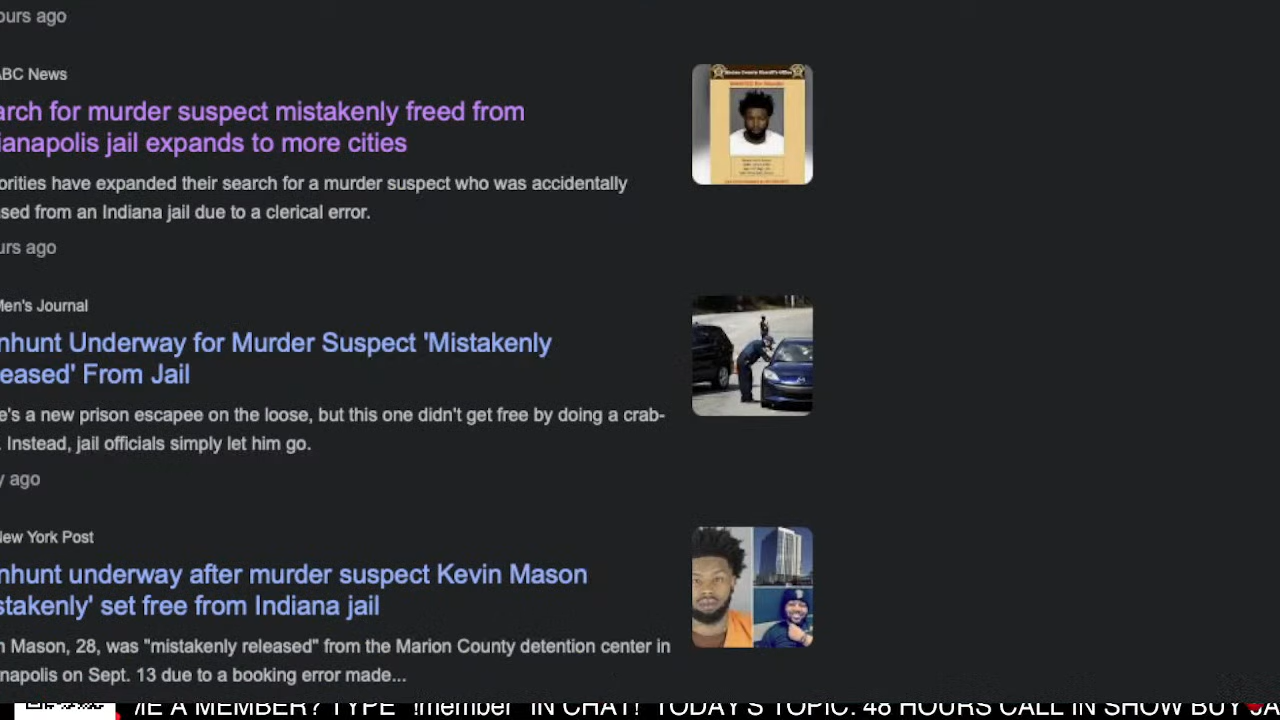 ours ago
ABC News
arch for murder suspect mistakenly freed from
ianapolis jail expands to more cities
orities have expanded their search for a murder suspect who was accidentally
sed from an Indiana jail due to a clerical error.
urs ago
Men's Journal
nhunt Underway for Murder Suspect 'Mistakenly
eased' From Jail
e's a new prison escapee on the loose, but this one didn't get free by doing a crab-
. Instead, jail officials simply let him go.
y ago
New York Post
nhunt underway after murder suspect Kevin Mason
stakenly' set free from Indiana jail
n Mason, 28, was "mistakenly released" from the Marion County detention center in
napolis on Sept. 13 due to a booking error made...
ME A MEMBER? TYPE "!member" IN CHAT! TODAY'S TOPIC: 48 HOURS CALL IN SHOW BUY JA